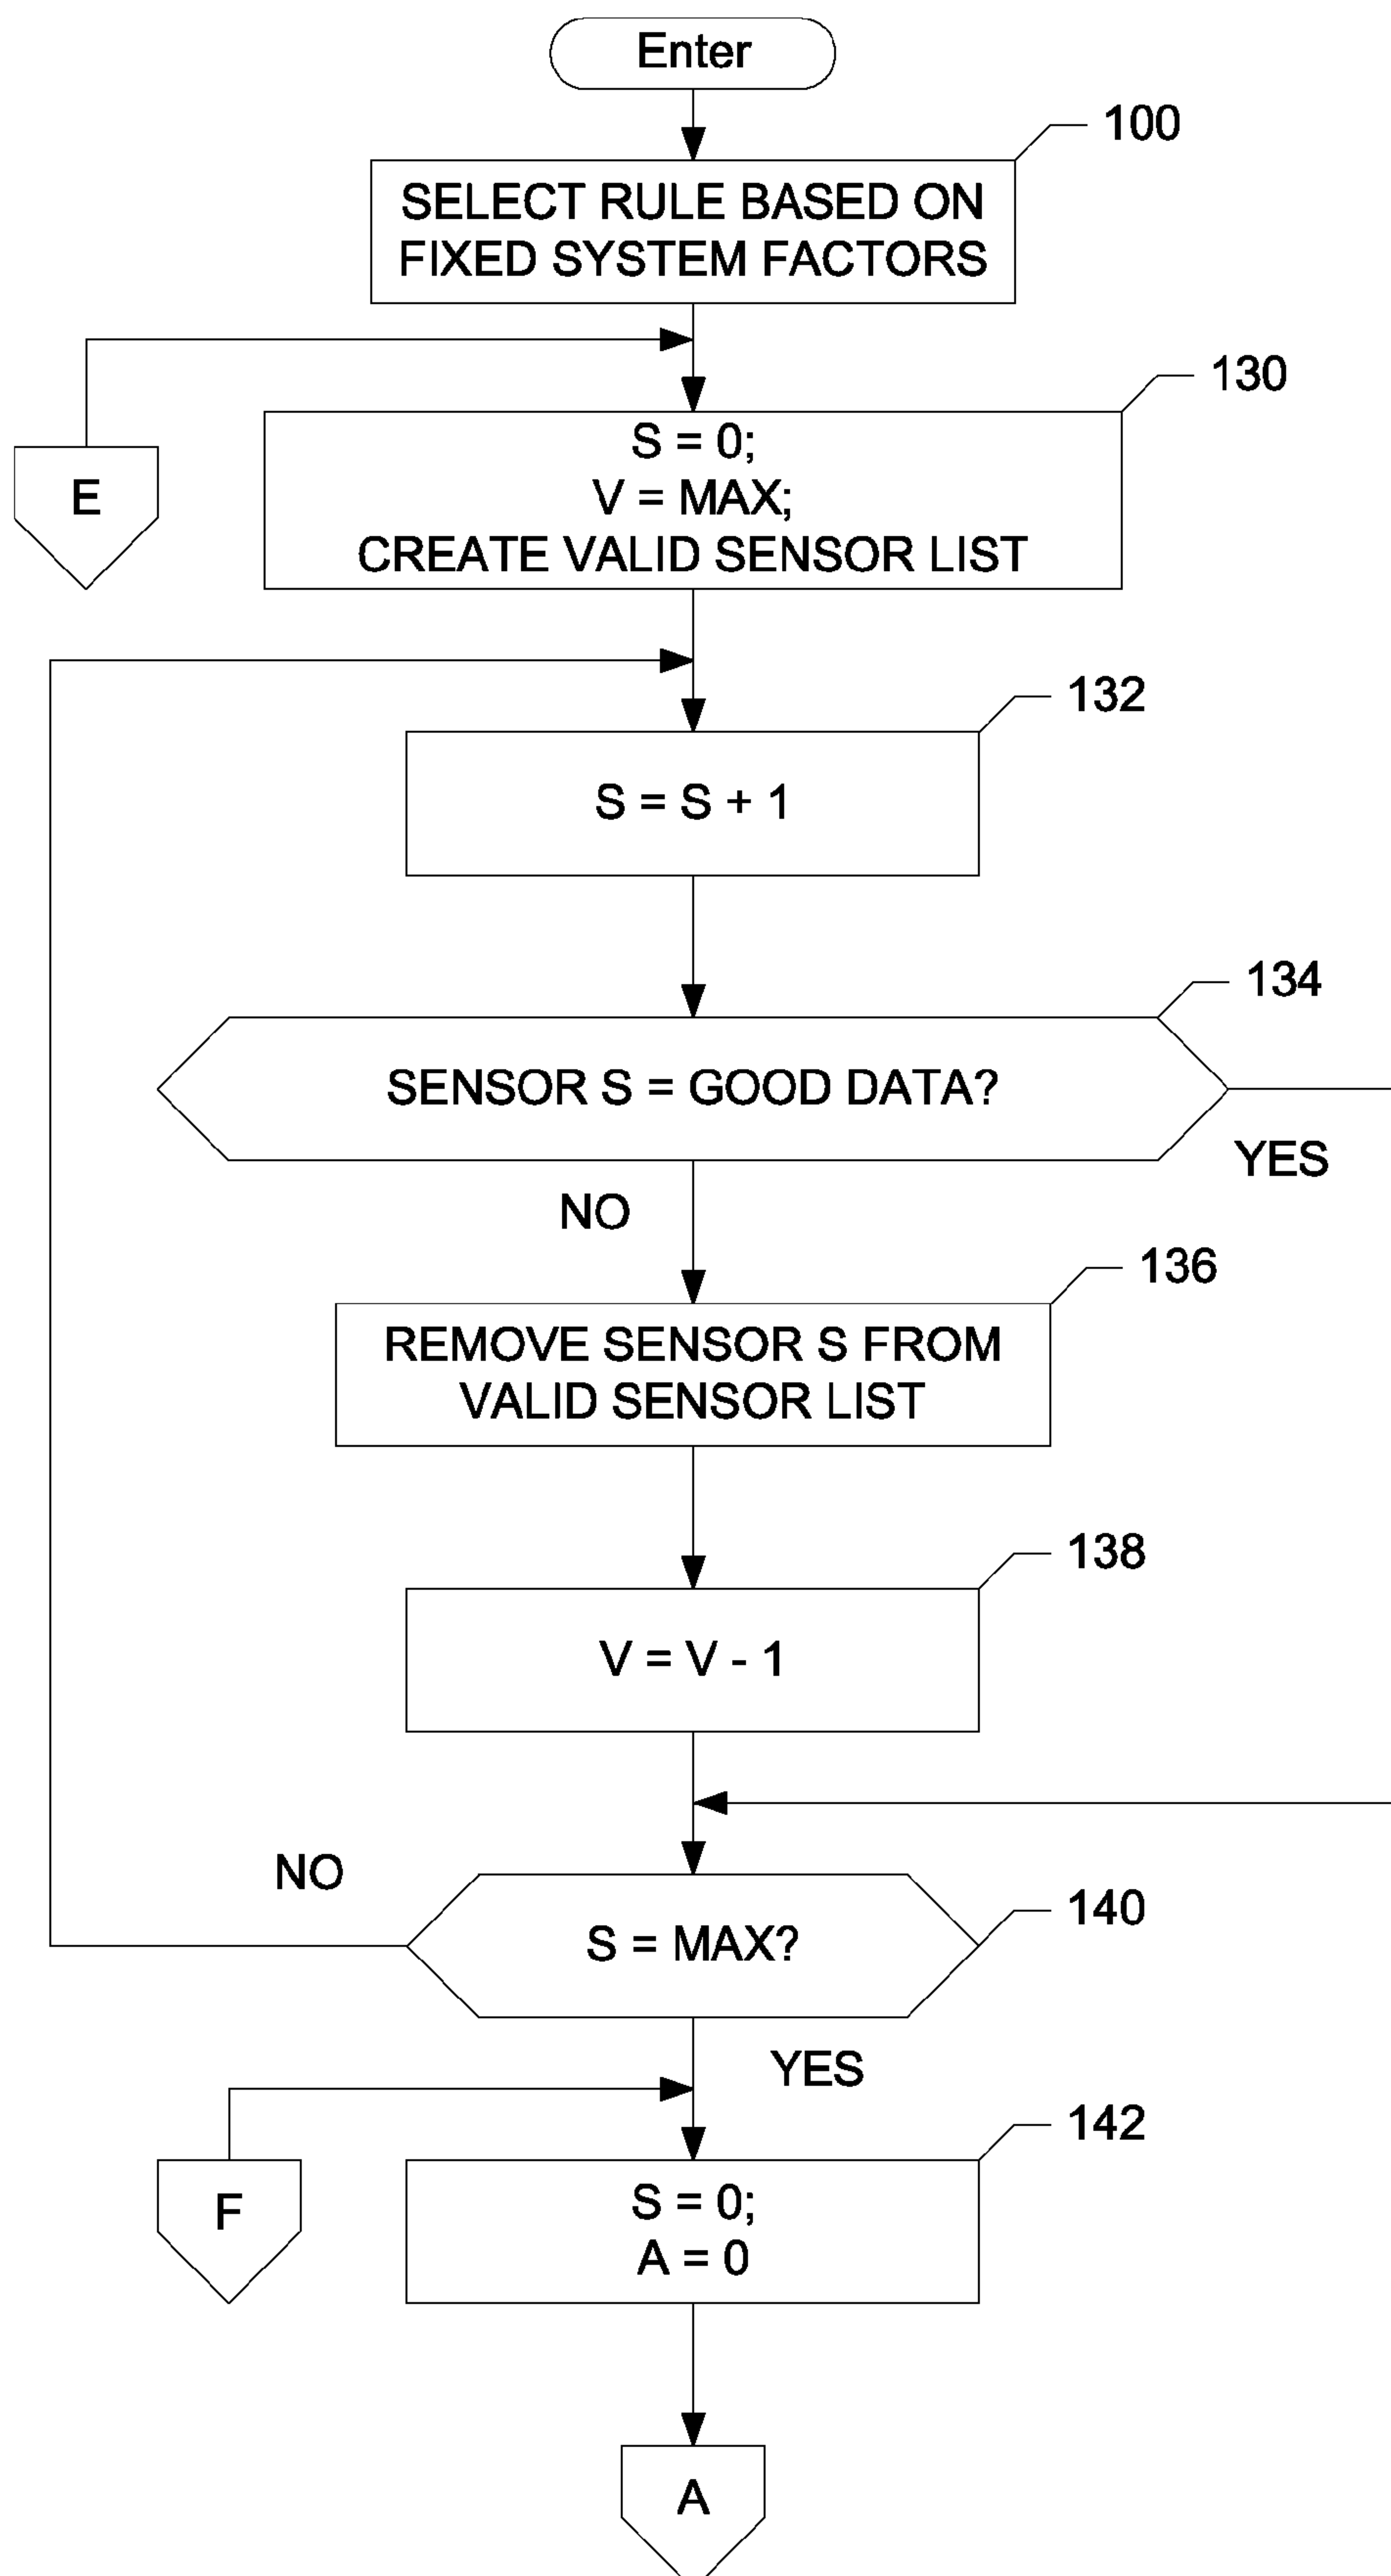 Enter
100
SELECT RULE BASED ON
FIXED SYSTEM FACTORS
130
S = 0;
V = MAX;
CREATE VALID SENSOR LIST
E
132
S = S + 1
134
SENSOR S = GOOD DATA?
YES
NO
136
REMOVE SENSOR S FROM
VALID SENSOR LIST
138
V = V - 1
NO
140
S = MAX?
YES
142
F
S = 0;
A = 0
A